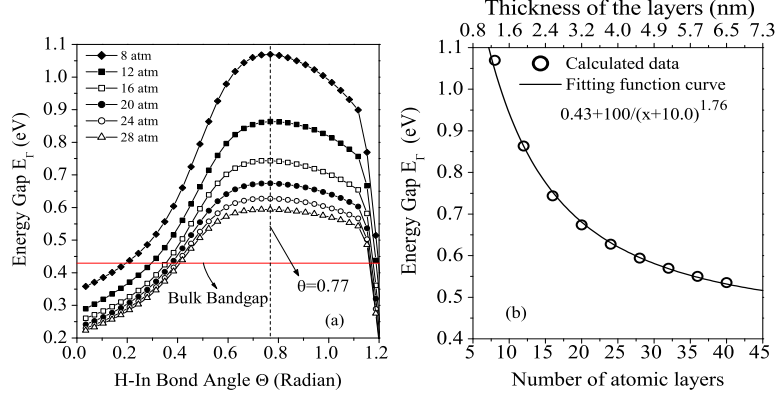 Thickness of the layers (nm)
0.8 1.6 2.4 3.2 4.0 4.9 5.7 6.5 7.3
1.1
1.0
0.9
0.8
0.7
0.6
0.5
0.4
0.3
0.2
Energy Gap E_Γ (eV)
8 atm
12 atm
16 atm
20 atm
24 atm
28 atm
Bulk Bandgap
θ=0.77
(a)
0.0 0.2 0.4 0.6 0.8 1.0 1.2
H-In Bond Angle Θ (Radian)
1.1
1.0
0.9
0.8
0.7
0.6
0.5
0.4
Energy Gap E_Γ (eV)
Calculated data
Fitting function curve
0.43+100/(x+10.0)^1.76
(b)
5 10 15 20 25 30 35 40 45
Number of atomic layers